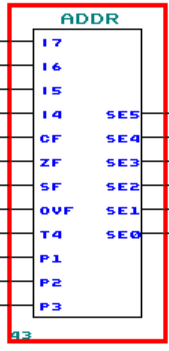 ADDR
I7
I6
I5
I4 SE5
CF SE4
ZF SE3
SF SE2
OVF SE1
T4 SE0
P1
P2
P3
A3